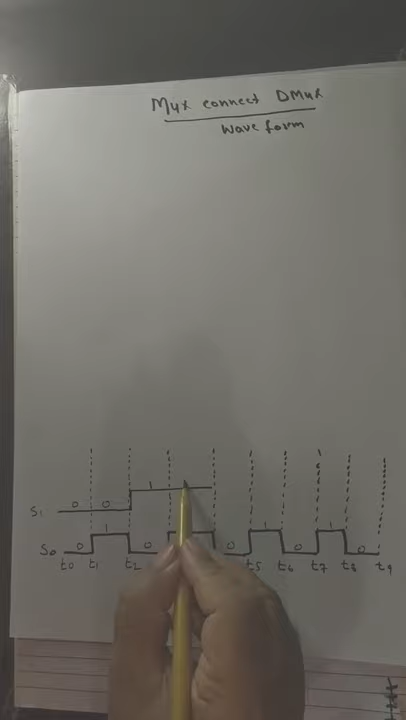 Mux connect DMux
wave form
S1 0 0 1
1 1 1
S0 0 0 0 0 0
t0 t1 t2 t5 t6 t7 t8 t9